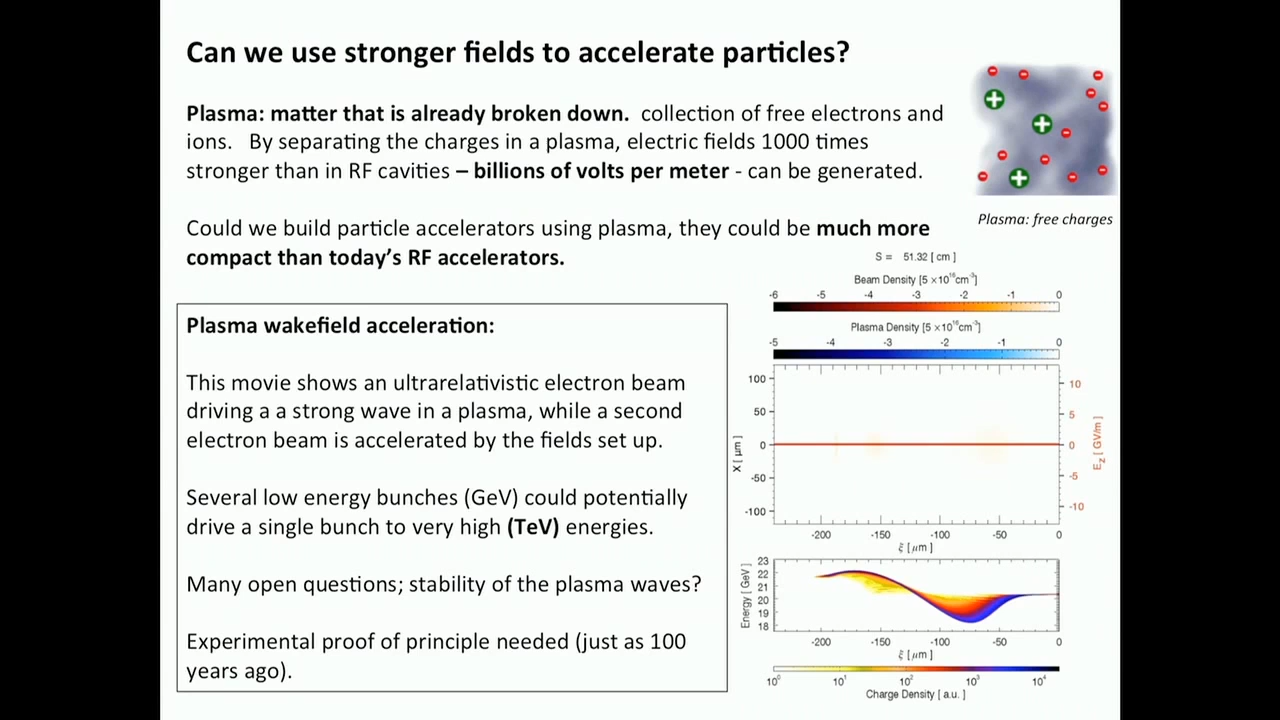 Can we use stronger fields to accelerate particles?
Plasma: matter that is already broken down. collection of free electrons and
ions. By separating the charges in a plasma, electric fields 1000 times
stronger than in RF cavities – billions of volts per meter - can be generated.
Plasma: free charges
Could we build particle accelerators using plasma, they could be much more
compact than today's RF accelerators.
Plasma wakefield acceleration:
This movie shows an ultrarelativistic electron beam
driving a a strong wave in a plasma, while a second
electron beam is accelerated by the fields set up.
Several low energy bunches (GeV) could potentially
drive a single bunch to very high (TeV) energies.
Many open questions; stability of the plasma waves?
Experimental proof of principle needed (just as 100
years ago).
S = 51.32 [ cm ]
Beam Density [5 ×10¹⁶cm⁻³]
-6 -5 -4 -3 -2 -1 0
Plasma Density [5 ×10¹⁶cm⁻³]
-5 -4 -3 -2 -1 0
100 10
50 5
0 0
-50 -5
-100 -10
X [ μm ]
E_z [ GV/m ]
-200 -150 -100 -50 0
ξ [ μm ]
23
22
21
20
19
18
Energy [ GeV ]
-200 -150 -100 -50 0
ξ [ μm ]
10⁰ 10¹ 10² 10³ 10⁴
Charge Density [ a.u. ]